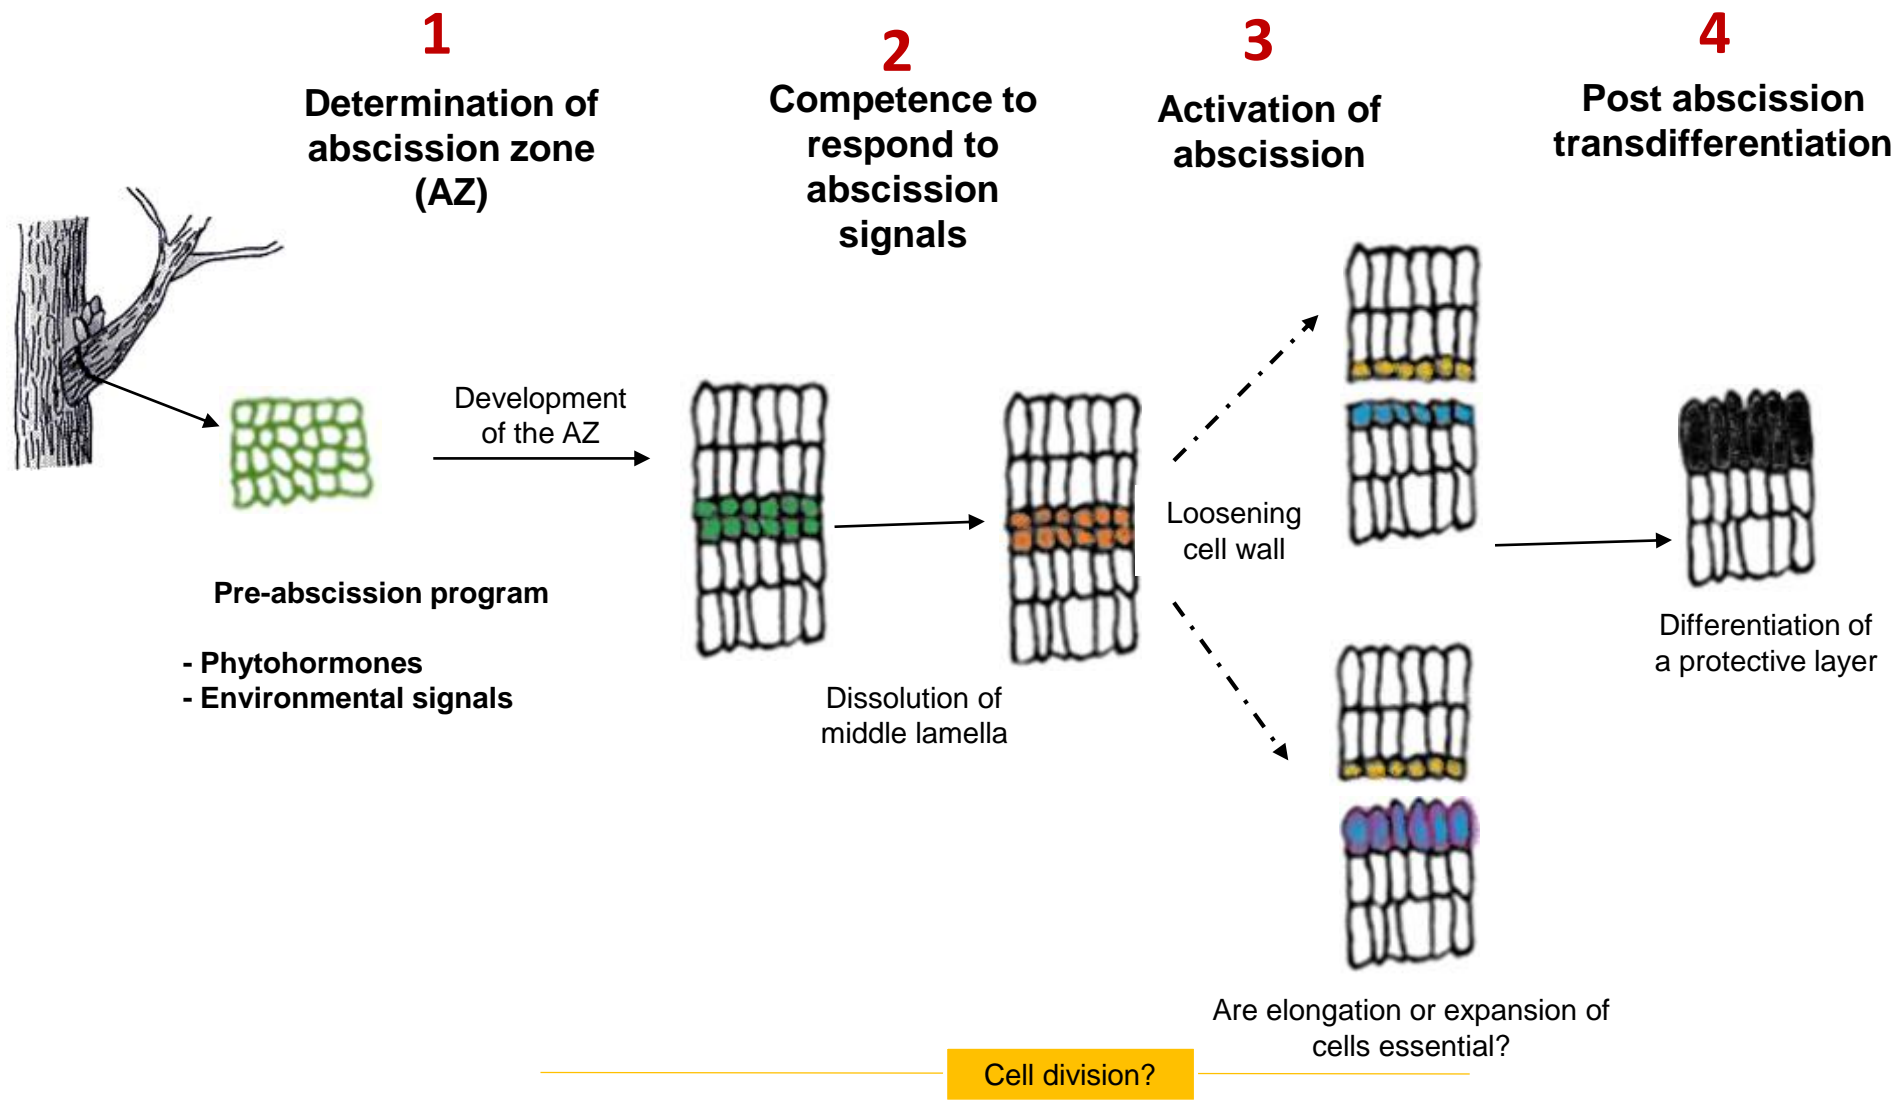 1
Determination of
abscission zone
(AZ)
2
Competence to
respond to
abscission
signals
3
Activation of
abscission
4
Post abscission
transdifferentiation
Development
of the AZ
Pre-abscission program
- Phytohormones
- Environmental signals
Dissolution of
middle lamella
Loosening
cell wall
Differentiation of
a protective layer
Are elongation or expansion of
cells essential?
Cell division?